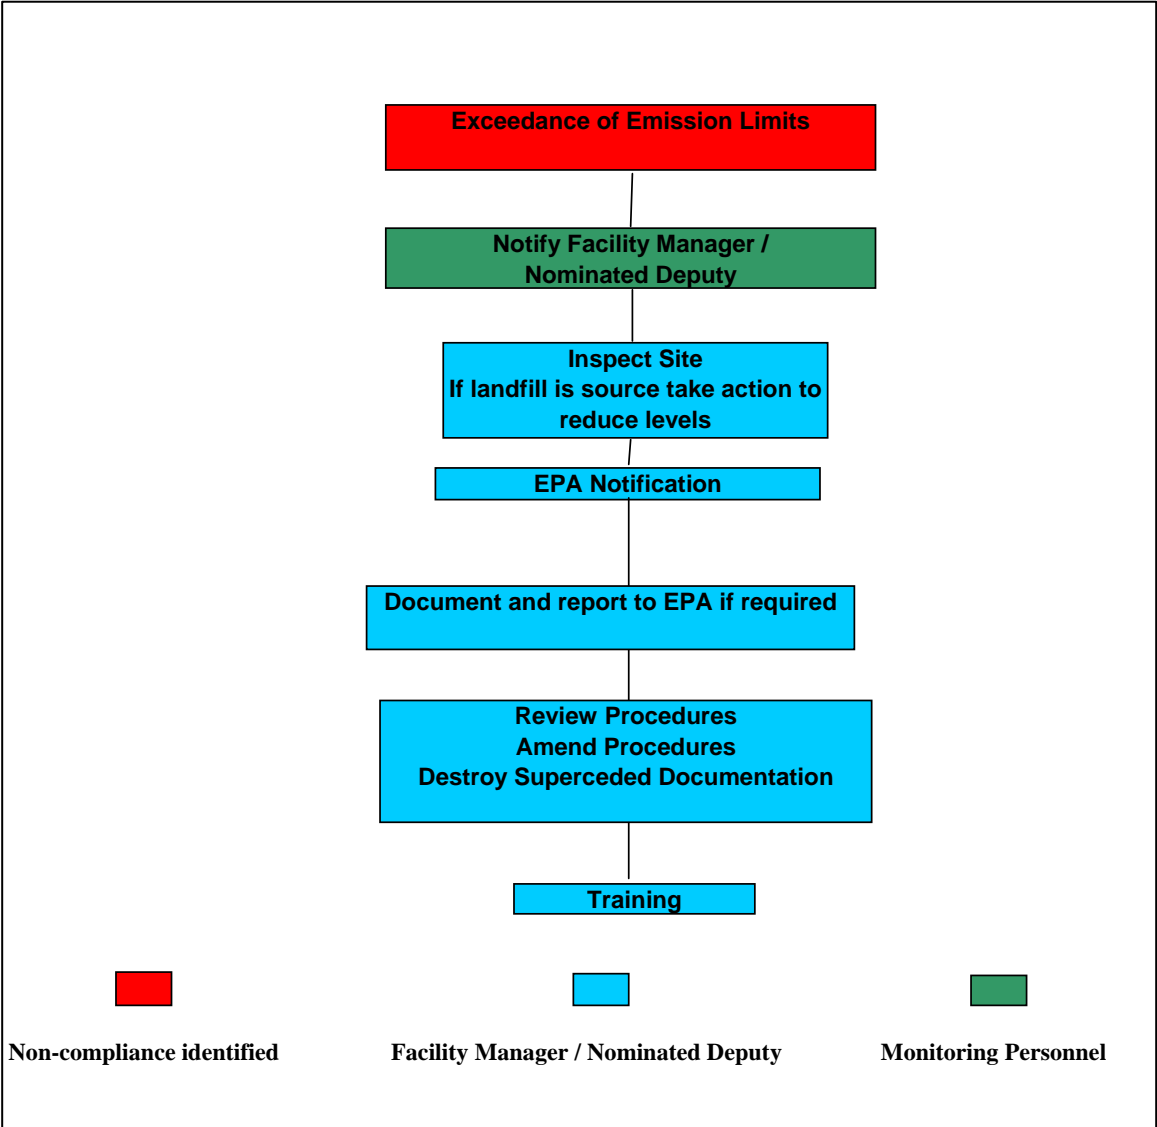 Exceedance of Emission Limits
Notify Facility Manager /
Nominated Deputy
Inspect Site
If landfill is source take action to
reduce levels
EPA Notification
Document and report to EPA if required
Review Procedures
Amend Procedures
Destroy Superceded Documentation
Training
Non-compliance identified
Facility Manager / Nominated Deputy
Monitoring Personnel